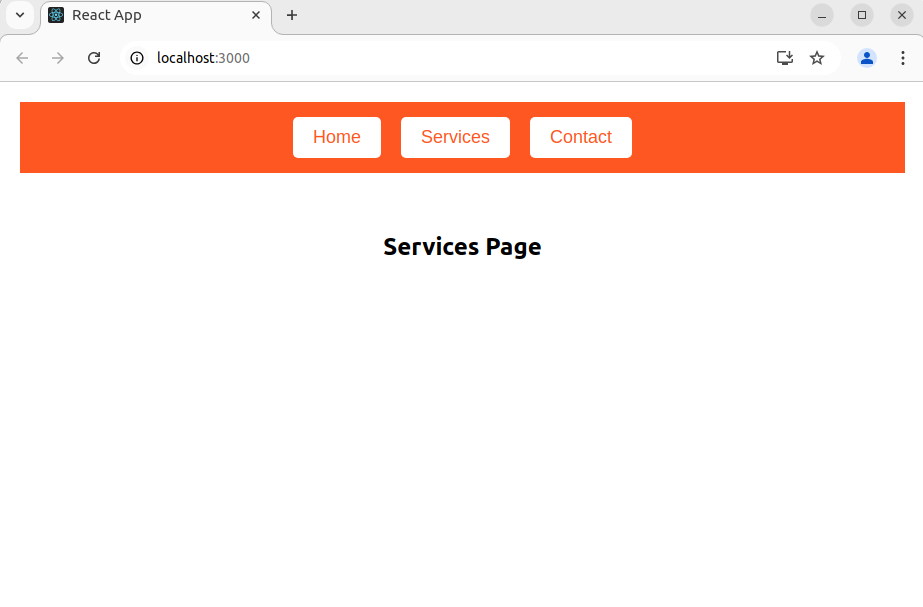 React App
localhost:3000
Home Services Contact
Services Page